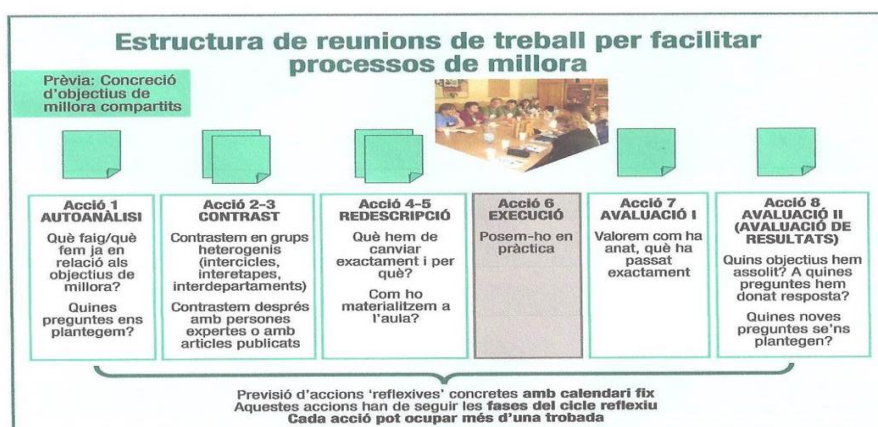 Estructura de reunions de treball per facilitar
processos de millora
Prèvia: Concreció
d'objectius de
millora compartits
Acció 1
AUTOANÀLISI
Què faig/què
fem ja en
relació als
objectius de
millora?
Quines
preguntes ens
plantegem?
Acció 2-3
CONTRAST
Contrastem en grups
heterogenis
(intercicles,
interetapes,
interdepartaments)
Contrastem després
amb persones
expertes o amb
articles publicats
Acció 4-5
REDESCRIPCIÓ
Què hem de
canviar
exactament i per
què?
Com ho
materialitzem a
l'aula?
Acció 6
EXECUCIÓ
Posem-ho en
pràctica
Acció 7
AVALUACIÓ I
Valorem com ha
anat, què ha
passat
exactament
Acció 8
AVALUACIÓ II
(AVALUACIÓ DE
RESULTATS)
Quins objectius hem
assolit? A quines
preguntes hem
donat resposta?
Quines noves
preguntes se'ns
plantegen?
Previsió d'accions 'reflexives' concretes amb calendari fix
Aquestes accions han de seguir les fases del cicle reflexiu
Cada acció pot ocupar més d'una trobada